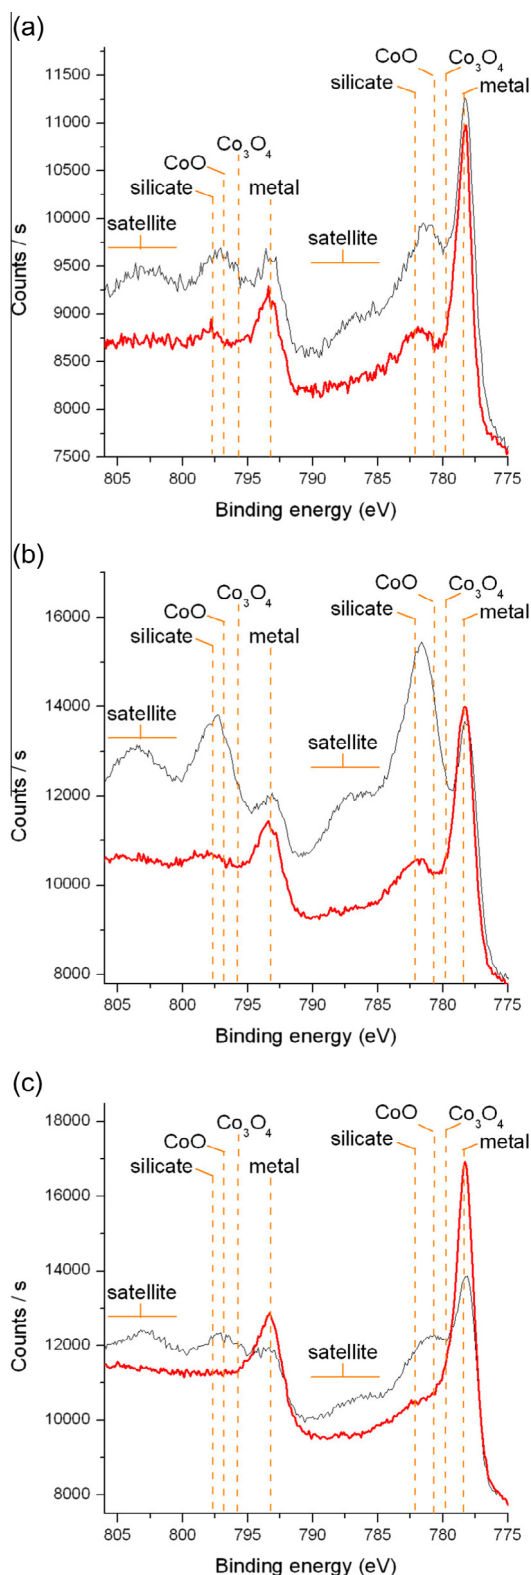 (a)
CoO Co₃O₄
silicate metal
Co₃O₄
CoO
silicate metal
satellite
satellite
11500
11000
10500
10000
9500
9000
8500
8000
7500
Counts / s
805 800 795 790 785 780 775
Binding energy (eV)
(b)
CoO Co₃O₄ CoO Co₃O₄
silicate metal silicate metal
satellite
satellite
16000
14000
12000
10000
8000
Counts / s
805 800 795 790 785 780 775
Binding energy (eV)
(c)
CoO Co₃O₄ CoO Co₃O₄
silicate metal silicate metal
satellite
satellite
18000
16000
14000
12000
10000
8000
Counts / s
805 800 795 790 785 780 775
Binding energy (eV)